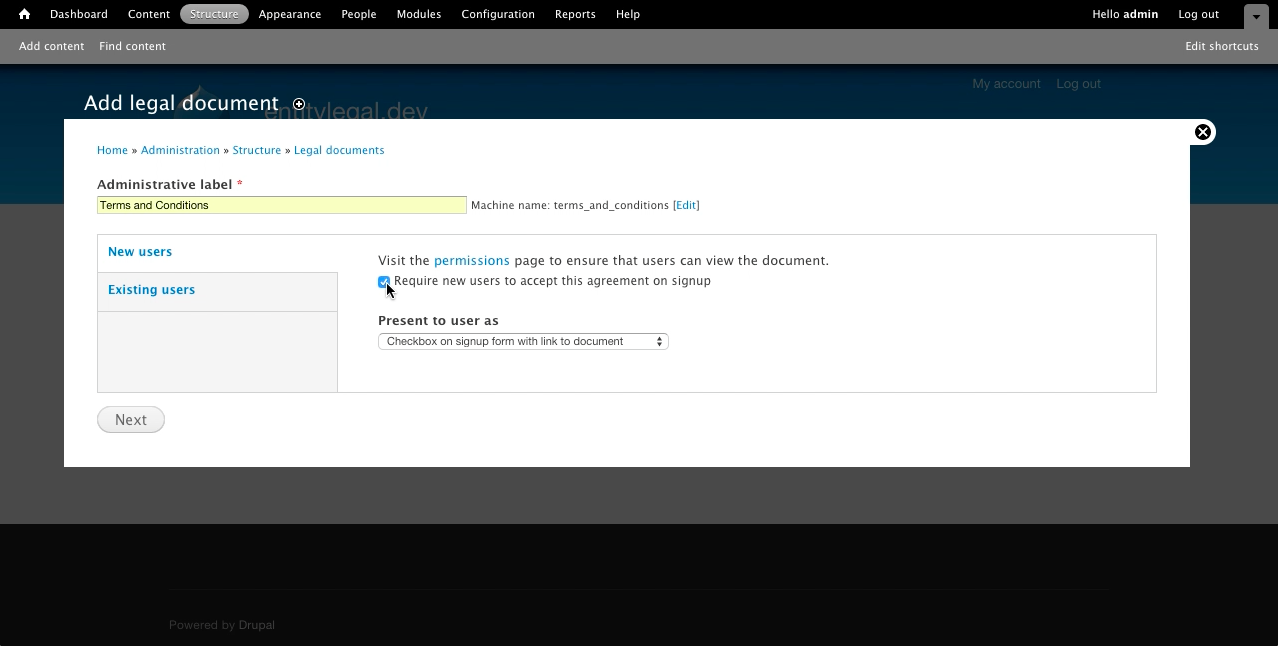 Dashboard Content Structure Appearance People Modules Configuration Reports Help Hello admin Log out
Add content Find content Edit shortcuts
My account Log out
Add legal document
entitylegal.dev
Home » Administration » Structure » Legal documents
Administrative label *
Terms and Conditions Machine name: terms_and_conditions [Edit]
New users
Existing users
Visit the permissions page to ensure that users can view the document.
Require new users to accept this agreement on signup
Present to user as
Checkbox on signup form with link to document
Next
Powered by Drupal